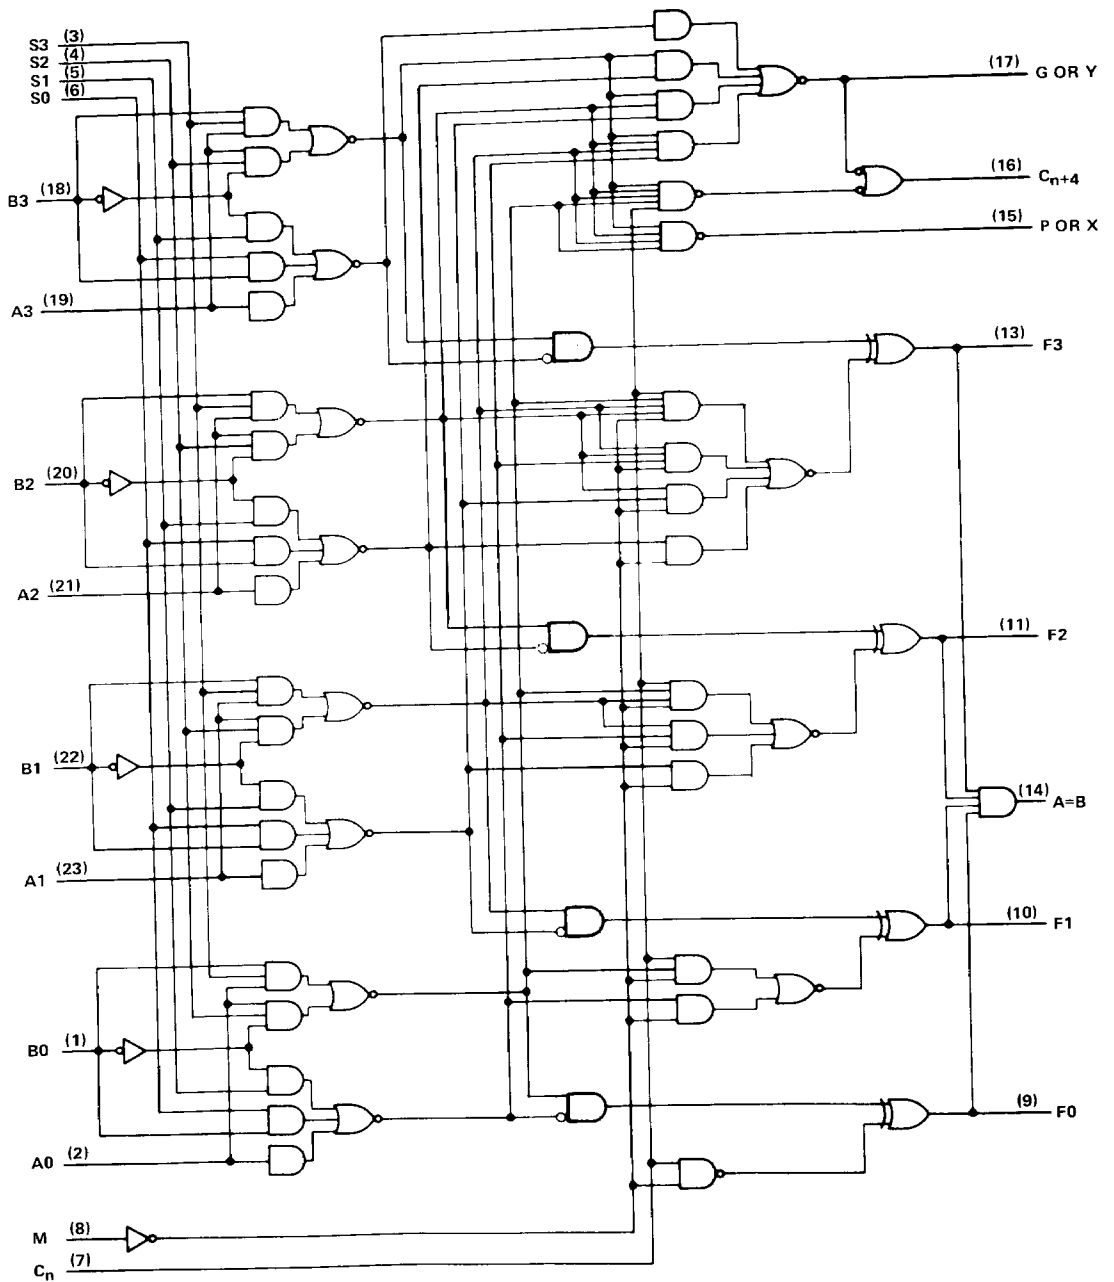 S3 (3)
S2 (4)
S1 (5)
S0 (6)
(17) G OR Y
(16) Cn+4
B3 (18)
(15) P OR X
A3 (19)
(13) F3
B2 (20)
A2 (21)
(11) F2
B1 (22)
(14) A=B
A1 (23)
(10) F1
B0 (1)
(9) F0
A0 (2)
M (8)
Cn (7)